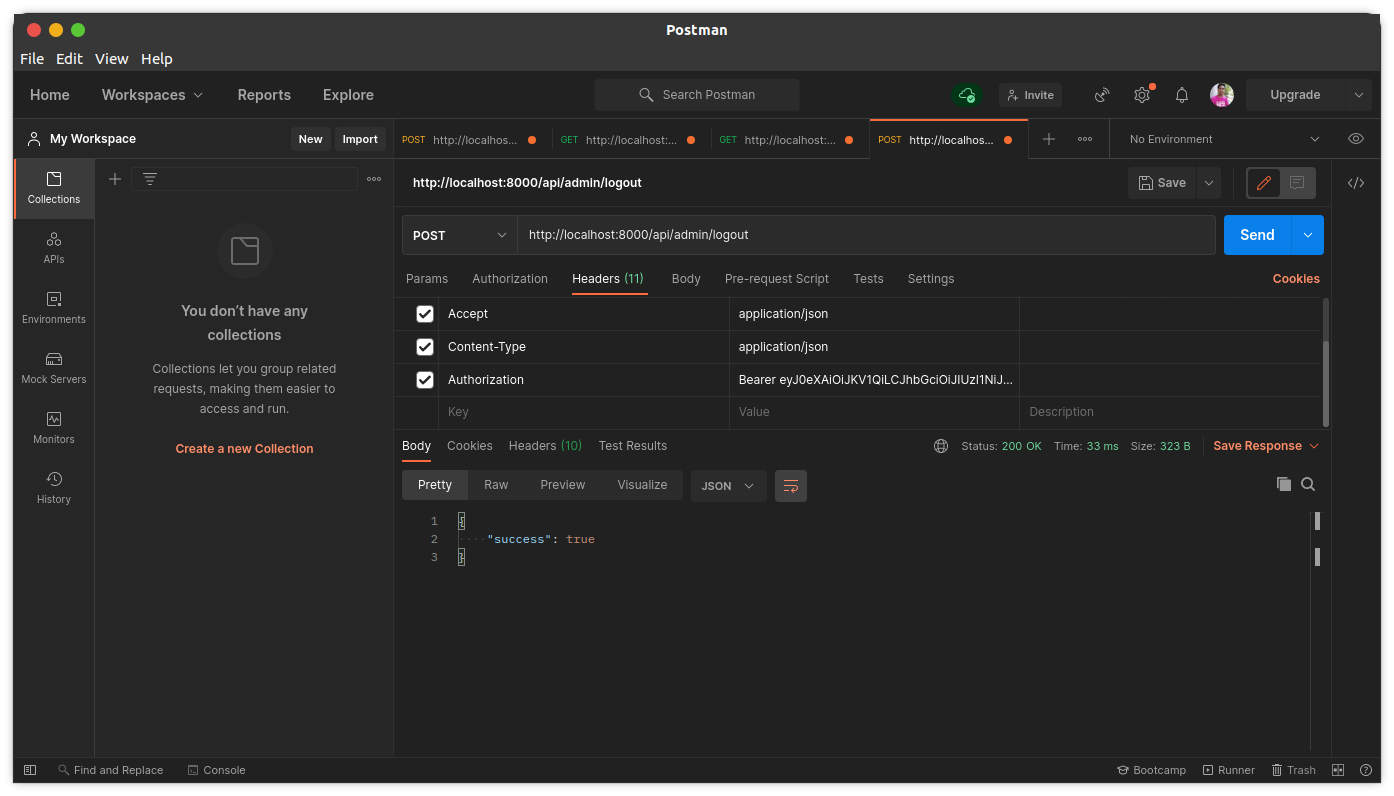 Postman
File Edit View Help
Home Workspaces Reports Explore Search Postman Invite Upgrade
My Workspace New Import POST http://localhos... GET http://localhost:... GET http://localhost:... POST http://localhos... No Environment
Collections
APIs
Environments
Mock Servers
Monitors
History
You don't have any
collections
Collections let you group related
requests, making them easier to
access and run.
Create a new Collection
http://localhost:8000/api/admin/logout Save
POST http://localhost:8000/api/admin/logout Send
Params Authorization Headers (11) Body Pre-request Script Tests Settings Cookies
Accept application/json
Content-Type application/json
Authorization Bearer eyJ0eXAiOiJKV1QiLCJhbGciOiJIUzI1NiJ...
Key Value Description
Body Cookies Headers (10) Test Results Status: 200 OK Time: 33 ms Size: 323 B Save Response
Pretty Raw Preview Visualize JSON
1 {
2 "success": true
3 }
Find and Replace Console Bootcamp Runner Trash